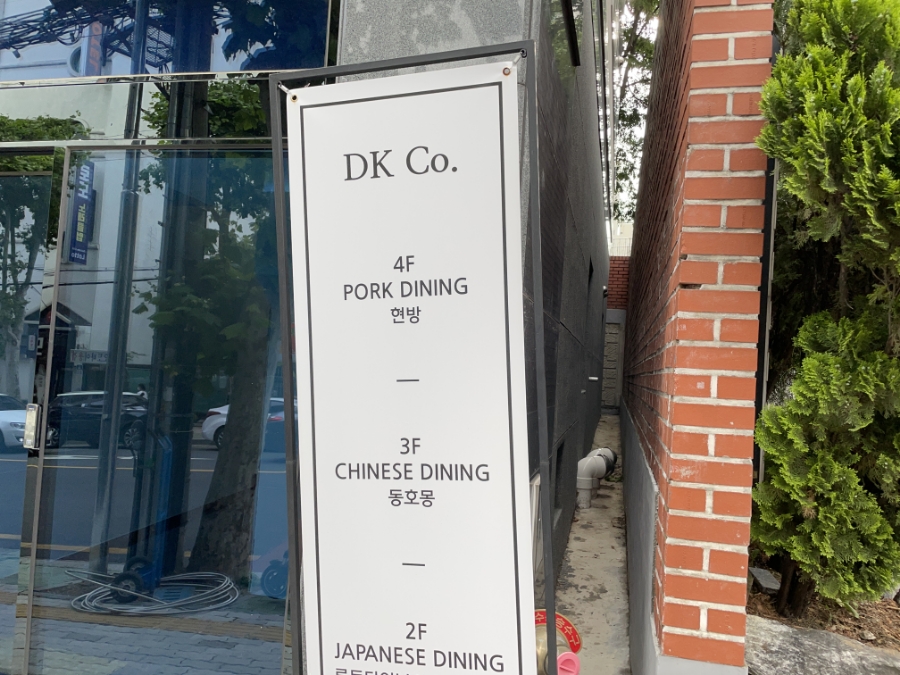 DK Co.
4F
PORK DINING
현방
—
3F
CHINESE DINING
동호몽
—
2F
JAPANESE DINING